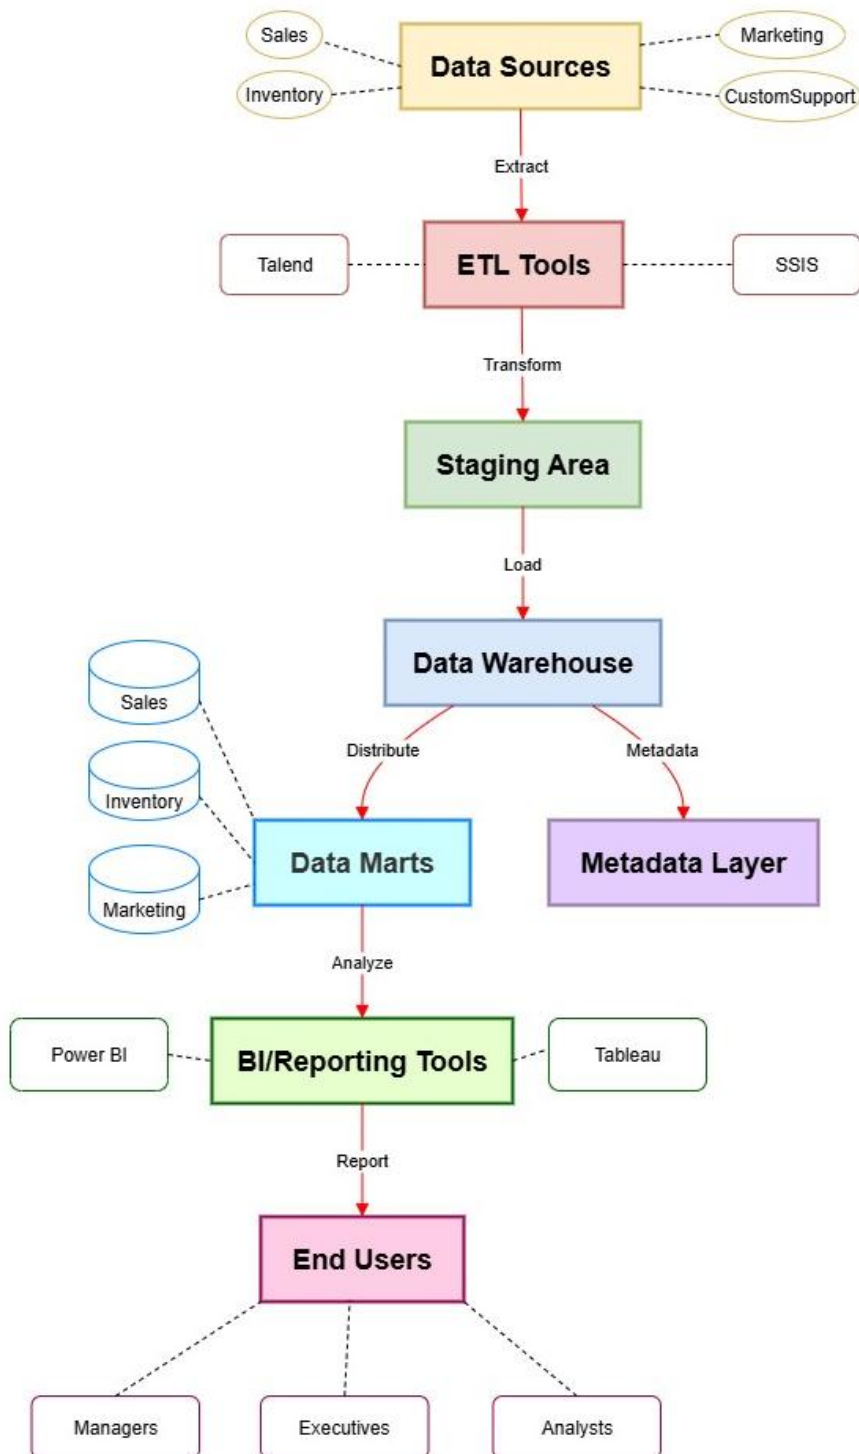 Sales
Data Sources
Marketing
Inventory
CustomSupport
Extract
Talend
ETL Tools
SSIS
Transform
Staging Area
Load
Data Warehouse
Sales
Distribute
Metadata
Inventory
Data Marts
Metadata Layer
Marketing
Analyze
Power BI
BI/Reporting Tools
Tableau
Report
End Users
Managers
Executives
Analysts